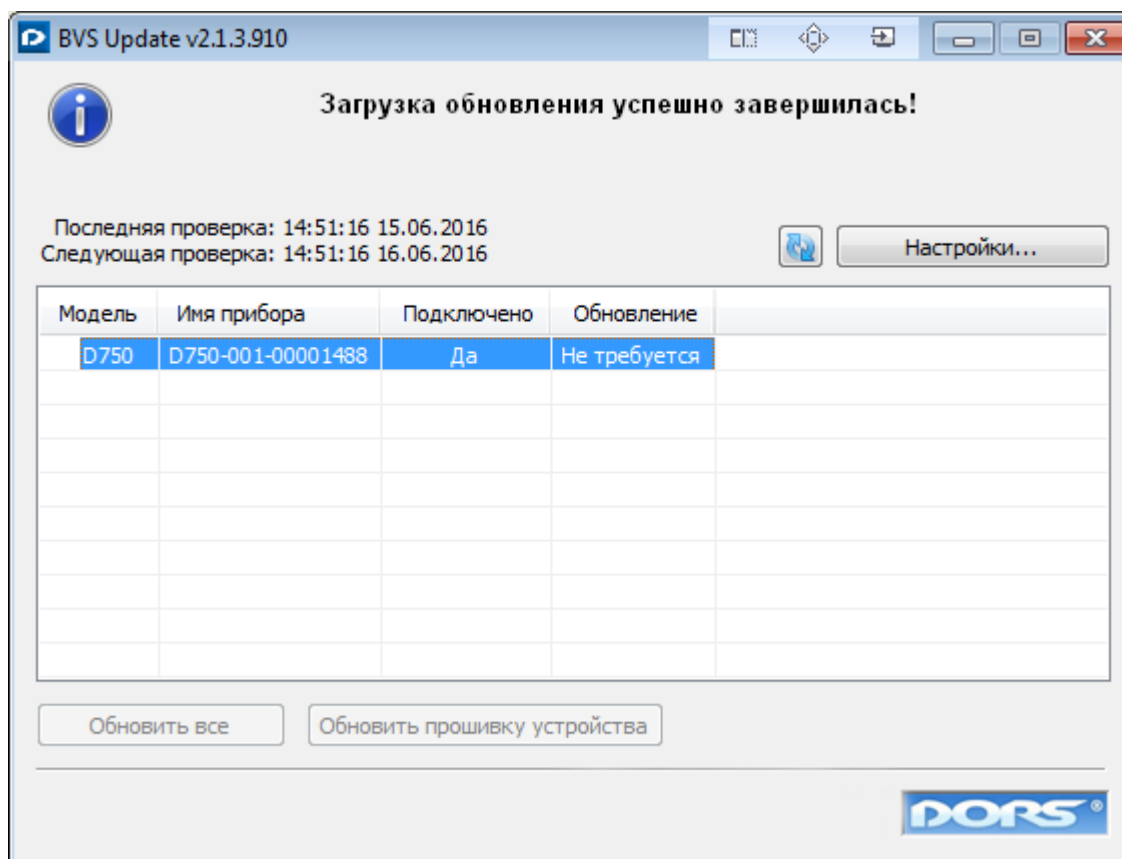 BVS Update v2.1.3.910
Загрузка обновления успешно завершилась!
Последняя проверка: 14:51:16 15.06.2016
Следующая проверка: 14:51:16 16.06.2016
Настройки...
Модель Имя прибора Подключено Обновление
D750 D750-001-00001488 Да Не требуется
Обновить все Обновить прошивку устройства
DORS®